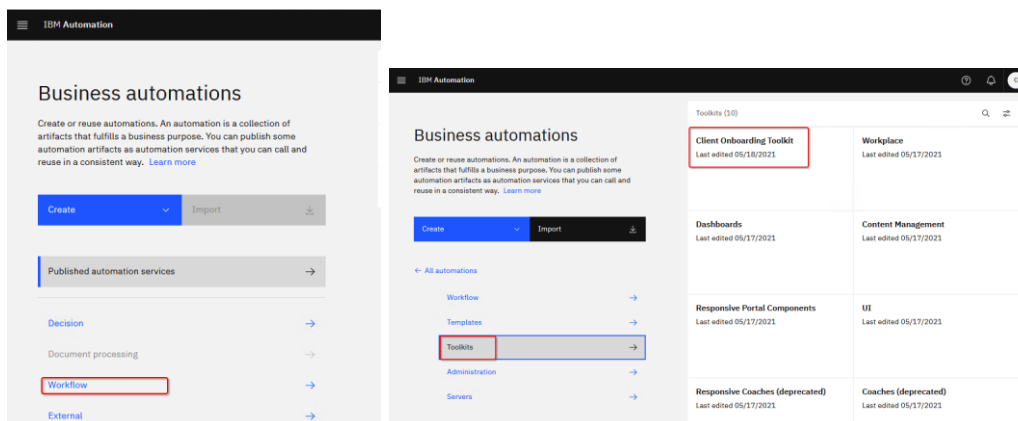 IBM Automation
Business automations
Create or reuse automations. An automation is a collection of
artifacts that fulfills a business purpose. You can publish some
automation artifacts as automation services that you can call and
reuse in a consistent way. Learn more
Create
Import
Published automation services
Decision
Document processing
Workflow
External
IBM Automation
Business automations
Create or reuse automations. An automation is a collection of
artifacts that fulfills a business purpose. You can publish some
automation artifacts as automation services that you can call and
reuse in a consistent way. Learn more
Create
Import
All automations
Workflow
Templates
Toolkits
Administration
Servers
Toolkits (10)
Client Onboarding Toolkit
Last edited 05/18/2021
Workplace
Last edited 05/17/2021
Dashboards
Last edited 05/17/2021
Content Management
Last edited 05/17/2021
Responsive Portal Components
Last edited 05/17/2021
UI
Last edited 05/17/2021
Responsive Coaches (deprecated)
Last edited 05/17/2021
Coaches (deprecated)
Last edited 05/17/2021